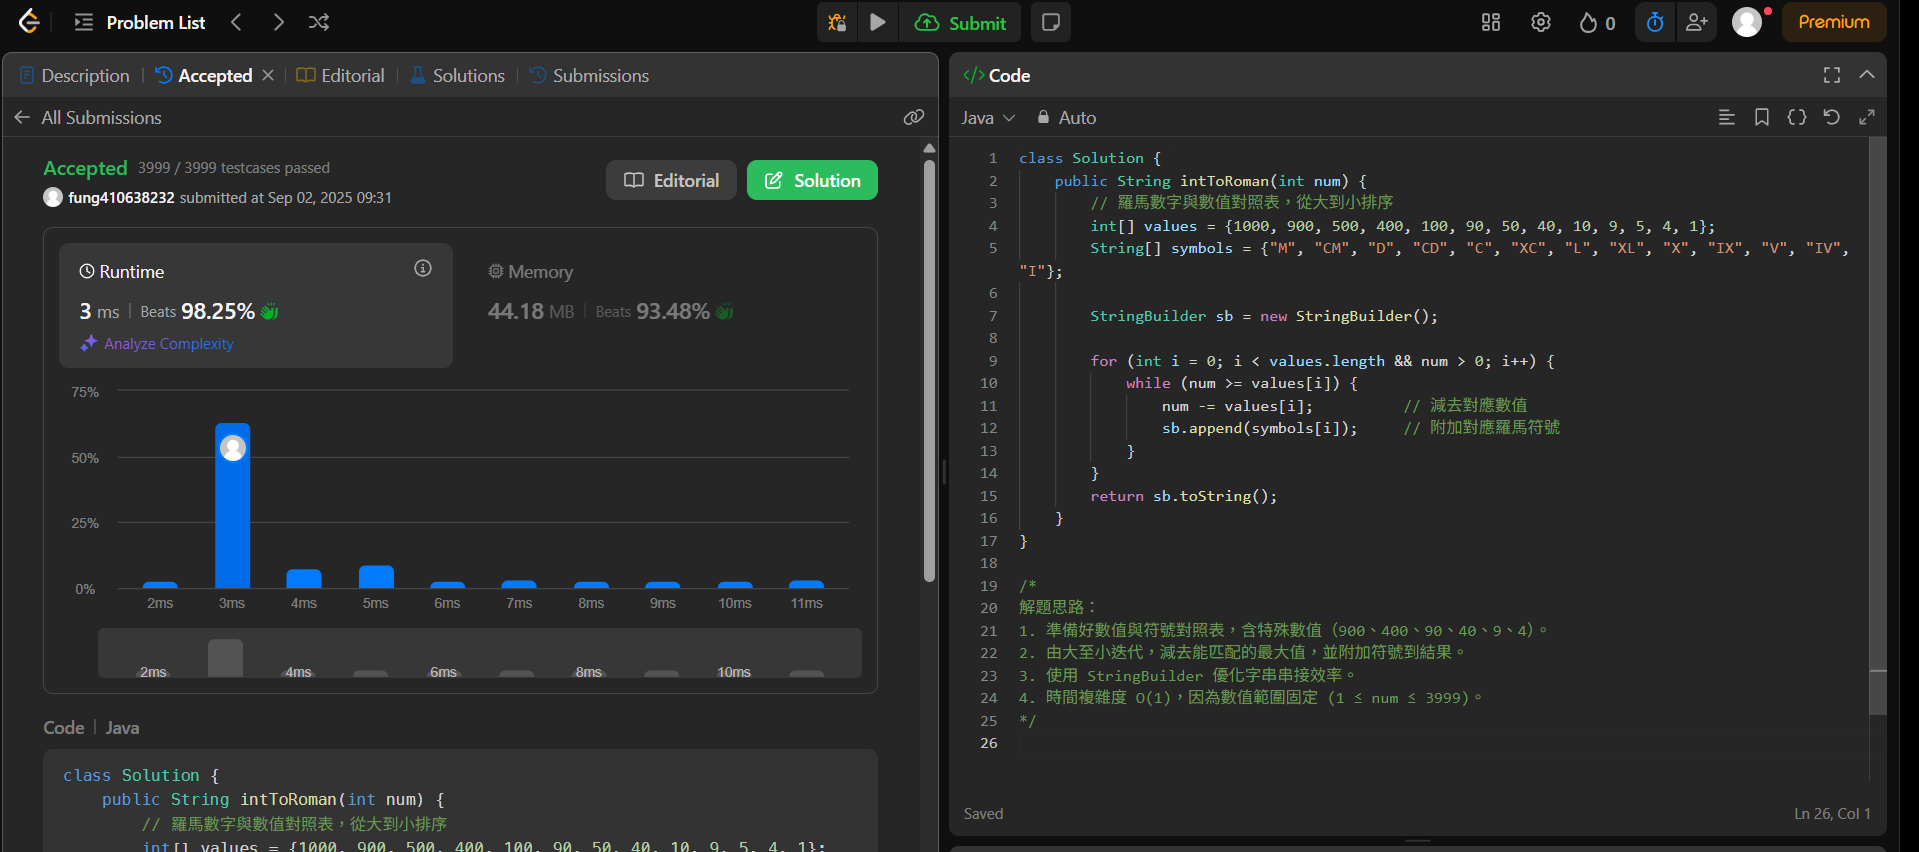 Problem List
Submit
0
Premium
Description
Accepted
Editorial
Solutions
Submissions
All Submissions
Accepted 3999 / 3999 testcases passed
fung410638232 submitted at Sep 02, 2025 09:31
Editorial
Solution
Runtime
3 ms Beats 98.25%
Analyze Complexity
Memory
44.18 MB Beats 93.48%
75%
50%
25%
0%
2ms 3ms 4ms 5ms 6ms 7ms 8ms 9ms 10ms 11ms
2ms 4ms 6ms 8ms 10ms
Code Java
class Solution {
public String intToRoman(int num) {
// 羅馬數字與數值對照表，從大到小排序
int[] values = {1000, 900, 500, 400, 100, 90, 50, 40, 10, 9, 5, 4, 1};
</> Code
Java Auto
1 class Solution {
2 public String intToRoman(int num) {
3 // 羅馬數字與數值對照表，從大到小排序
4 int[] values = {1000, 900, 500, 400, 100, 90, 50, 40, 10, 9, 5, 4, 1};
5 String[] symbols = {"M", "CM", "D", "CD", "C", "XC", "L", "XL", "X", "IX", "V", "IV",
"I"};
6
7 StringBuilder sb = new StringBuilder();
8
9 for (int i = 0; i < values.length && num > 0; i++) {
10 while (num >= values[i]) {
11 num -= values[i]; // 減去對應數值
12 sb.append(symbols[i]); // 附加對應羅馬符號
13 }
14 }
15 return sb.toString();
16 }
17 }
18
19 /*
20 解題思路：
21 1. 準備好數值與符號對照表，含特殊數值（900、400、90、40、9、4）。
22 2. 由大至小迭代，減去能匹配的最大值，並附加符號到結果。
23 3. 使用 StringBuilder 優化字串串接效率。
24 4. 時間複雜度 O(1)，因為數值範圍固定 (1 ≤ num ≤ 3999)。
25 */
26
Saved
Ln 26, Col 1